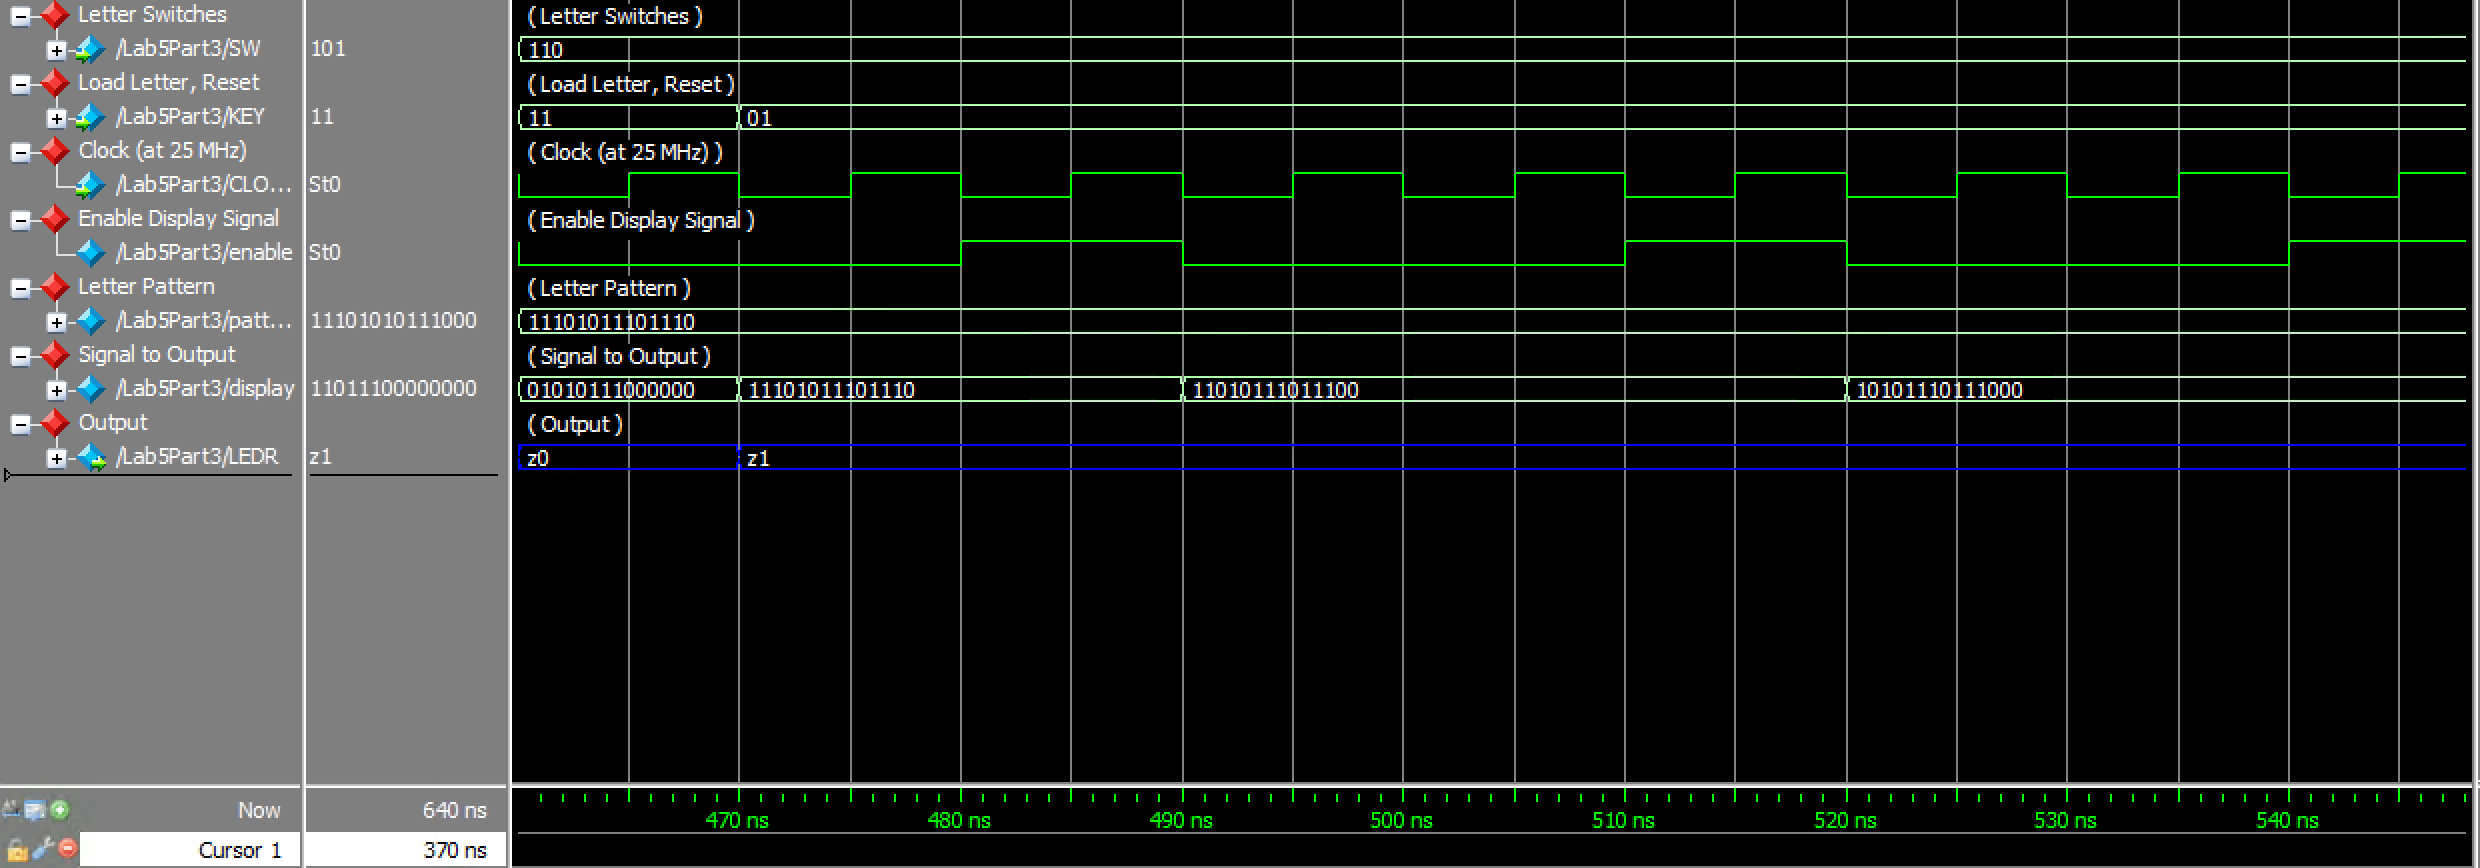 Letter Switches ( Letter Switches )
/Lab5Part3/SW 101 110
Load Letter, Reset ( Load Letter, Reset )
/Lab5Part3/KEY 11 11 01
Clock (at 25 MHz) ( Clock (at 25 MHz) )
/Lab5Part3/CLO... St0
Enable Display Signal ( Enable Display Signal )
/Lab5Part3/enable St0
Letter Pattern ( Letter Pattern )
/Lab5Part3/patt... 11101010111000 11101011101110
Signal to Output ( Signal to Output )
/Lab5Part3/display 11011100000000 01010111000000 11101011101110 11010111011100 10101110111000
Output ( Output )
/Lab5Part3/LEDR z1 z0 z1
Now 640 ns 470 ns 480 ns 490 ns 500 ns 510 ns 520 ns 530 ns 540 ns
Cursor 1 370 ns